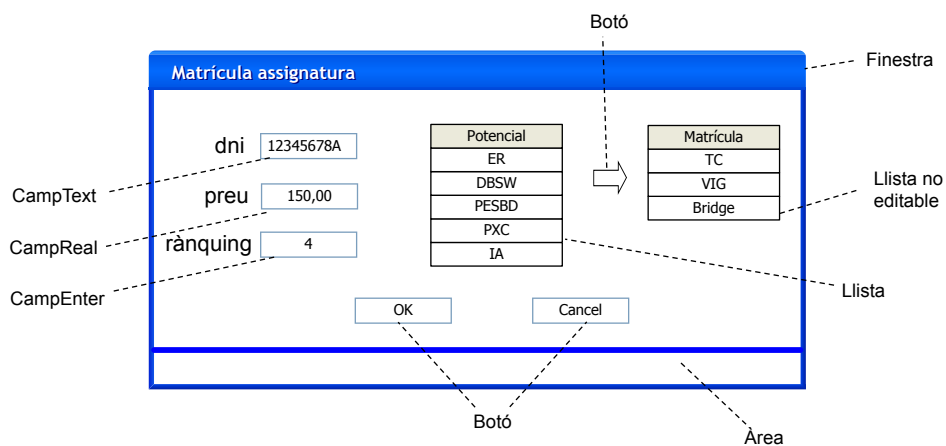 Botó
Finestra
Matrícula assignatura
dni
12345678A
Potencial
Matrícula
ER
TC
CampText
DBSW
VIG
Llista no
editable
preu
150,00
PESBD
Bridge
CampReal
PXC
rànquing
4
IA
CampEnter
Llista
OK
Cancel
Botó
Àrea